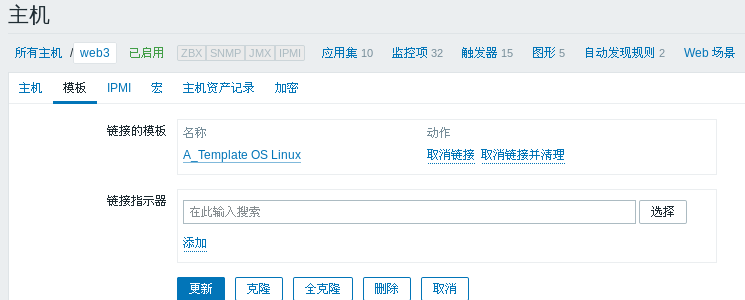 主机
所有主机 / web3 已启用 ZBX SNMP JMX IPMI 应用集 10 监控项 32 触发器 15 图形 5 自动发现规则 2 Web 场景
主机 模板 IPMI 宏 主机资产记录 加密
链接的模板 名称 动作
A_Template OS Linux 取消链接 取消链接并清理
链接指示器 在此输入搜索 选择
添加
更新 克隆 全克隆 删除 取消